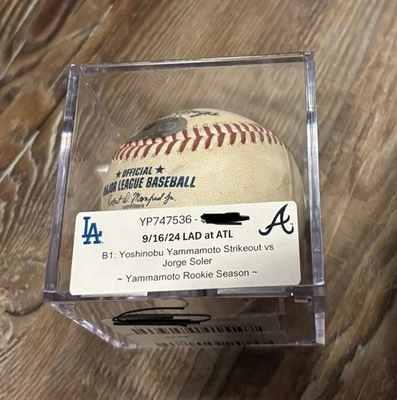 OFFICIAL
MAJOR LEAGUE BASEBALL
Robert D. Manfred Jr.
YP747536 -
LA
A
9/16/24 LAD at ATL
B1: Yoshinobu Yammamoto Strikeout vs
Jorge Soler
~ Yammamoto Rookie Season ~